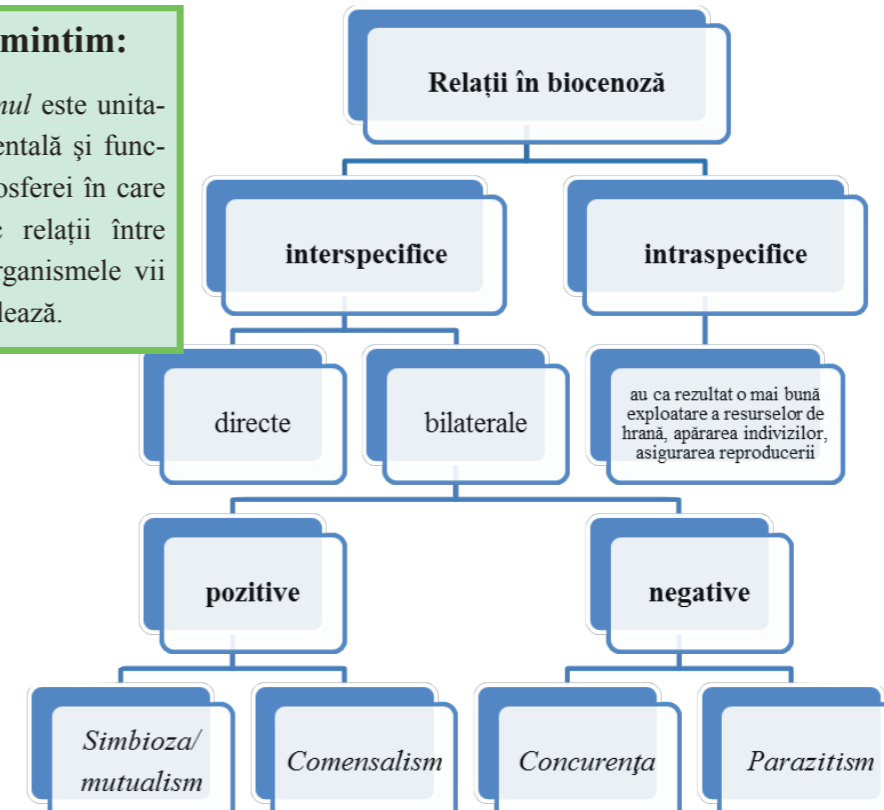 mintim:
nul este unita-
entală şi func-
osferei în care
relații între
rganismele vii
lează.
Relații în biocenoză
interspecifice
intraspecifice
directe
bilaterale
au ca rezultat o mai bună
exploatare a resurselor de
hrană, apărarea indivizilor,
asigurarea reproducerii
pozitive
negative
Simbioza/
mutualism
Comensalism
Concurenţa
Parazitism